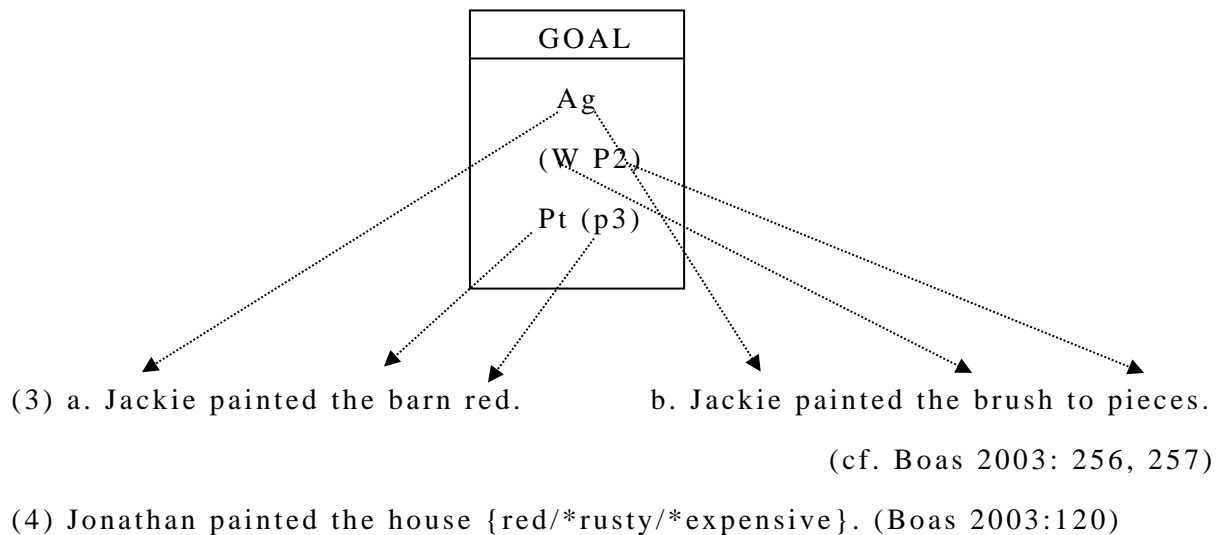 GOAL
Ag
(W P2)
Pt (p3)
(3) a. Jackie painted the barn red. b. Jackie painted the brush to pieces.
(cf. Boas 2003: 256, 257)
(4) Jonathan painted the house {red/*rusty/*expensive}. (Boas 2003:120)